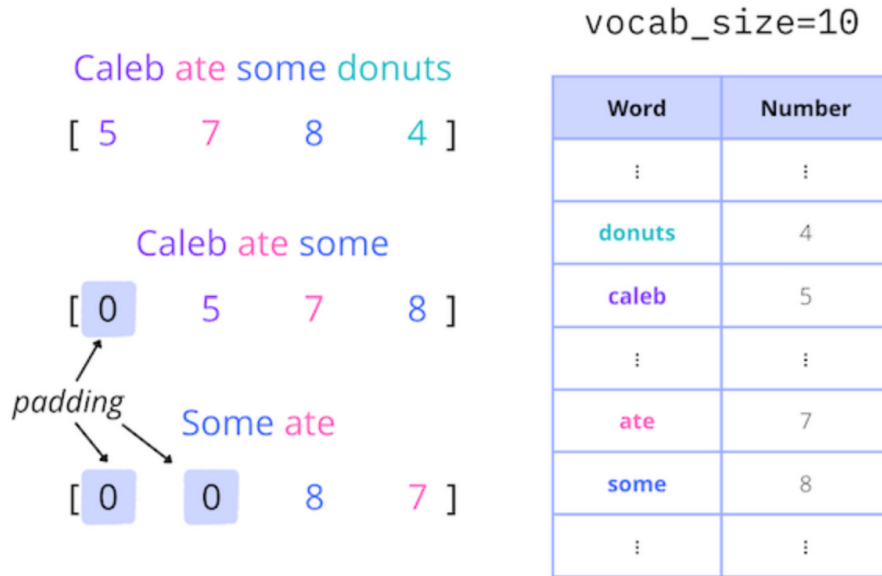 vocab_size=10
Caleb ate some donuts
[ 5 7 8 4 ]
Caleb ate some
[ 0 5 7 8 ]
padding
Some ate
[ 0 0 8 7 ]
Word Number
⋮ ⋮
donuts 4
caleb 5
⋮ ⋮
ate 7
some 8
⋮ ⋮